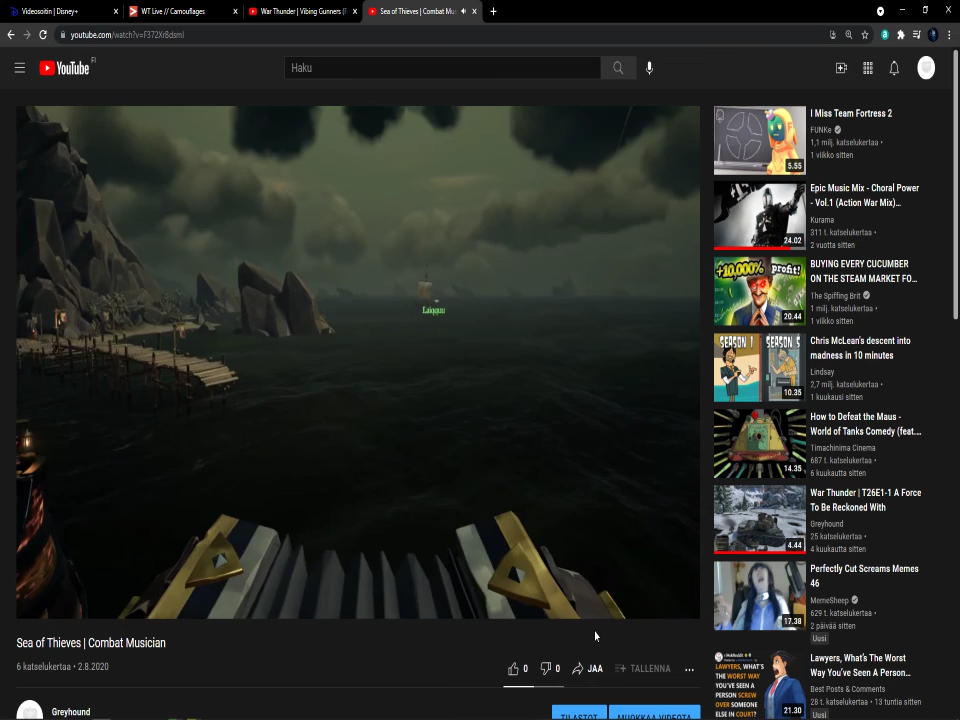 Videosoitin | Disney+
WT Live // Camouflages
War Thunder | Vibing Gunners (F
Sea of Thieves | Combat Mus
youtube.com/watch?v=F372Xr8dsmI
YouTube FI
Haku
Laiqquu
Sea of Thieves | Combat Musician
6 katselukertaa • 2.8.2020
0
0
JAA
TALLENNA
Greyhound
TILASTOT
MUOKKAA VIDEOTA
I Miss Team Fortress 2
FUNKe
1,1 milj. katselukertaa •
1 viikko sitten
5.55
Epic Music Mix - Choral Power
- Vol.1 (Action War Mix)...
Kurama
311 t. katselukertaa •
2 vuotta sitten
24.02
+10,000% profit!
BUYING EVERY CUCUMBER
ON THE STEAM MARKET FO...
The Spiffing Brit
1 milj. katselukertaa •
1 viikko sitten
20.44
SEASON 1
SEASON 5
Chris McLean's descent into
madness in 10 minutes
Lindsay
2,7 milj. katselukertaa •
1 kuukausi sitten
10.35
How to Defeat the Maus -
World of Tanks Comedy (feat....
Timachinima Cinema
687 t. katselukertaa •
6 kuukautta sitten
14.35
War Thunder | T26E1-1 A Force
To Be Reckoned With
Greyhound
25 katselukertaa •
4 kuukautta sitten
4.44
Perfectly Cut Screams Memes
46
MemeSheep
629 t. katselukertaa •
2 päivää sitten
Uusi
17.38
LAWYERS, WHAT'S
THE WORST WAY
YOU'VE SEEN A
PERSON SCREW
OVER SOMEONE
ELSE IN COURT?
Lawyers, What's The Worst
Way You've Seen A Person...
Best Posts & Comments
28 t. katselukertaa • 13 tuntia sitten
Uusi
21.30